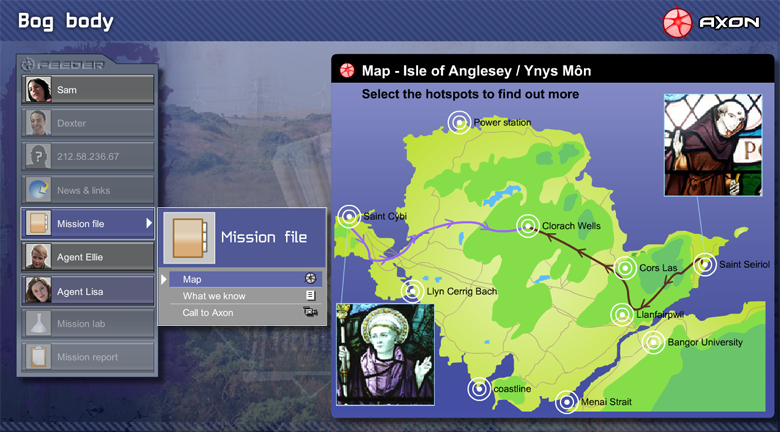 Bog body
AXON
FEEDER
Sam
Dexter
212.58.236.67
News & links
Mission file
Agent Ellie
Agent Lisa
Mission lab
Mission report
Mission file
Map
What we know
Call to Axon
Map - Isle of Anglesey / Ynys Môn
Select the hotspots to find out more
Power station
Saint Cybi
Clorach Wells
Cors Las
Saint Seiriol
Llyn Cerrig Bach
Llanfairpwll
Bangor University
coastline
Menai Strait